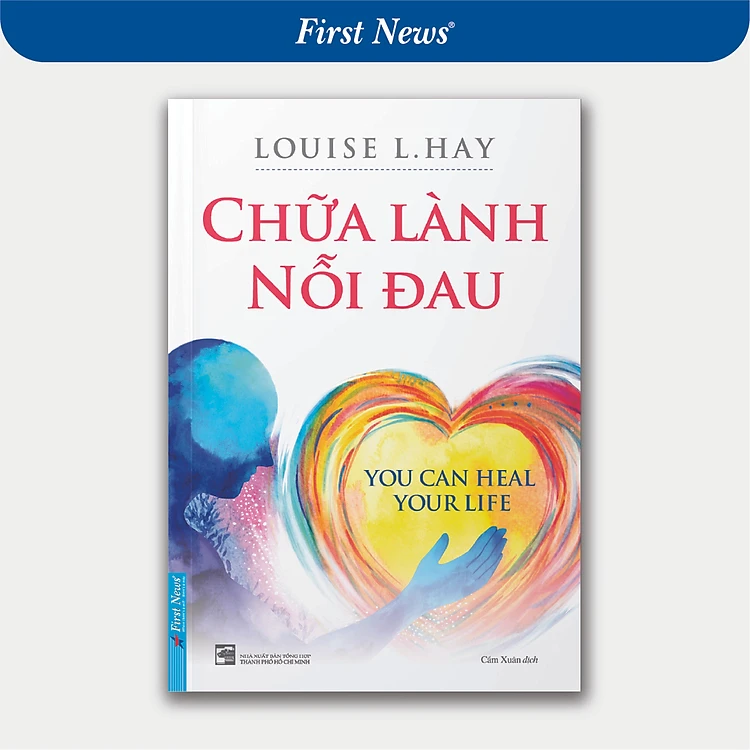 First News®
LOUISE L.HAY
CHỮA LÀNH
NỖI ĐAU
YOU CAN HEAL
YOUR LIFE
First News®
NHÀ XUẤT BẢN TỔNG HỢP
THÀNH PHỐ HỒ CHÍ MINH
Cẩm Xuân dịch